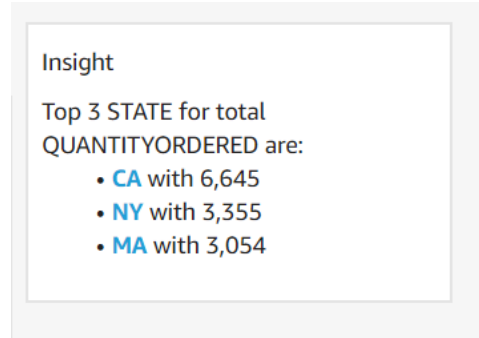 Insight
Top 3 STATE for total
QUANTITYORDERED are:
• CA with 6,645
• NY with 3,355
• MA with 3,054